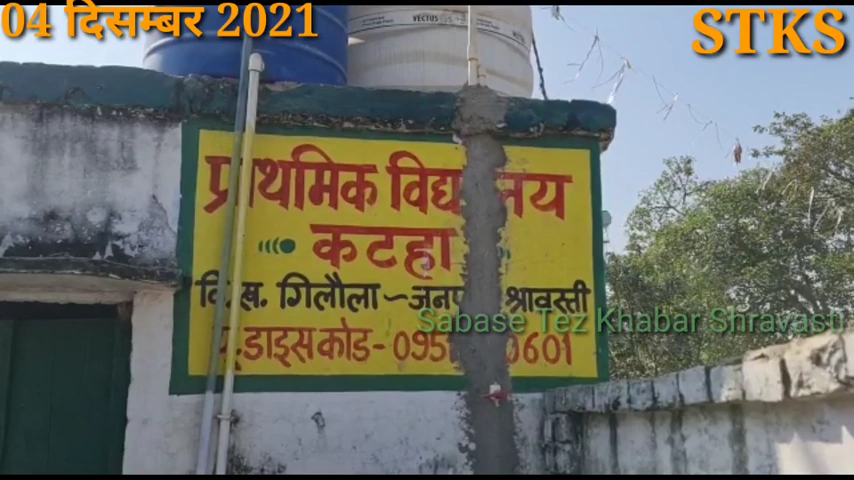 04 दिसम्बर 2021
STKS
VECTUS
प्राथमिक
कटहा
गिलौला ~
श्रावस्ती
Sabase Tez Khabar Shravasti
डाइस कोड -